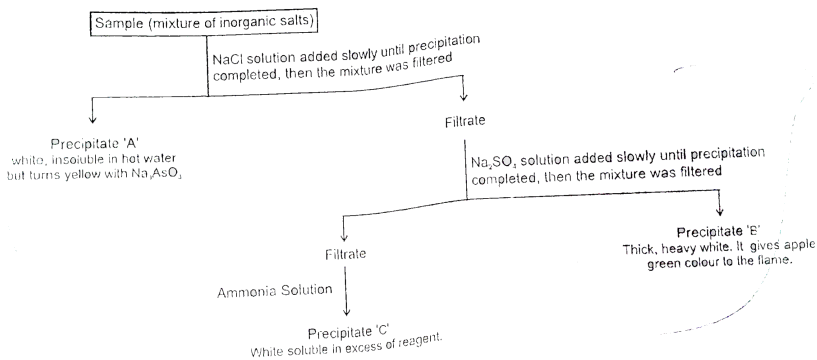 Sample (mixture of inorganic salts)
NaCl solution added slowly until precipitation
completed, then the mixture was filtered
Precipitate 'A'
white, insoluble in hot water
but turns yellow with Na₃AsO₃
Filtrate
Na₂SO₄ solution added slowly until precipitation
completed, then the mixture was filtered
Filtrate
Precipitate 'B'
Thick, heavy white. It gives apple
green colour to the flame.
Ammonia Solution
Precipitate 'C'
White soluble in excess of reagent.